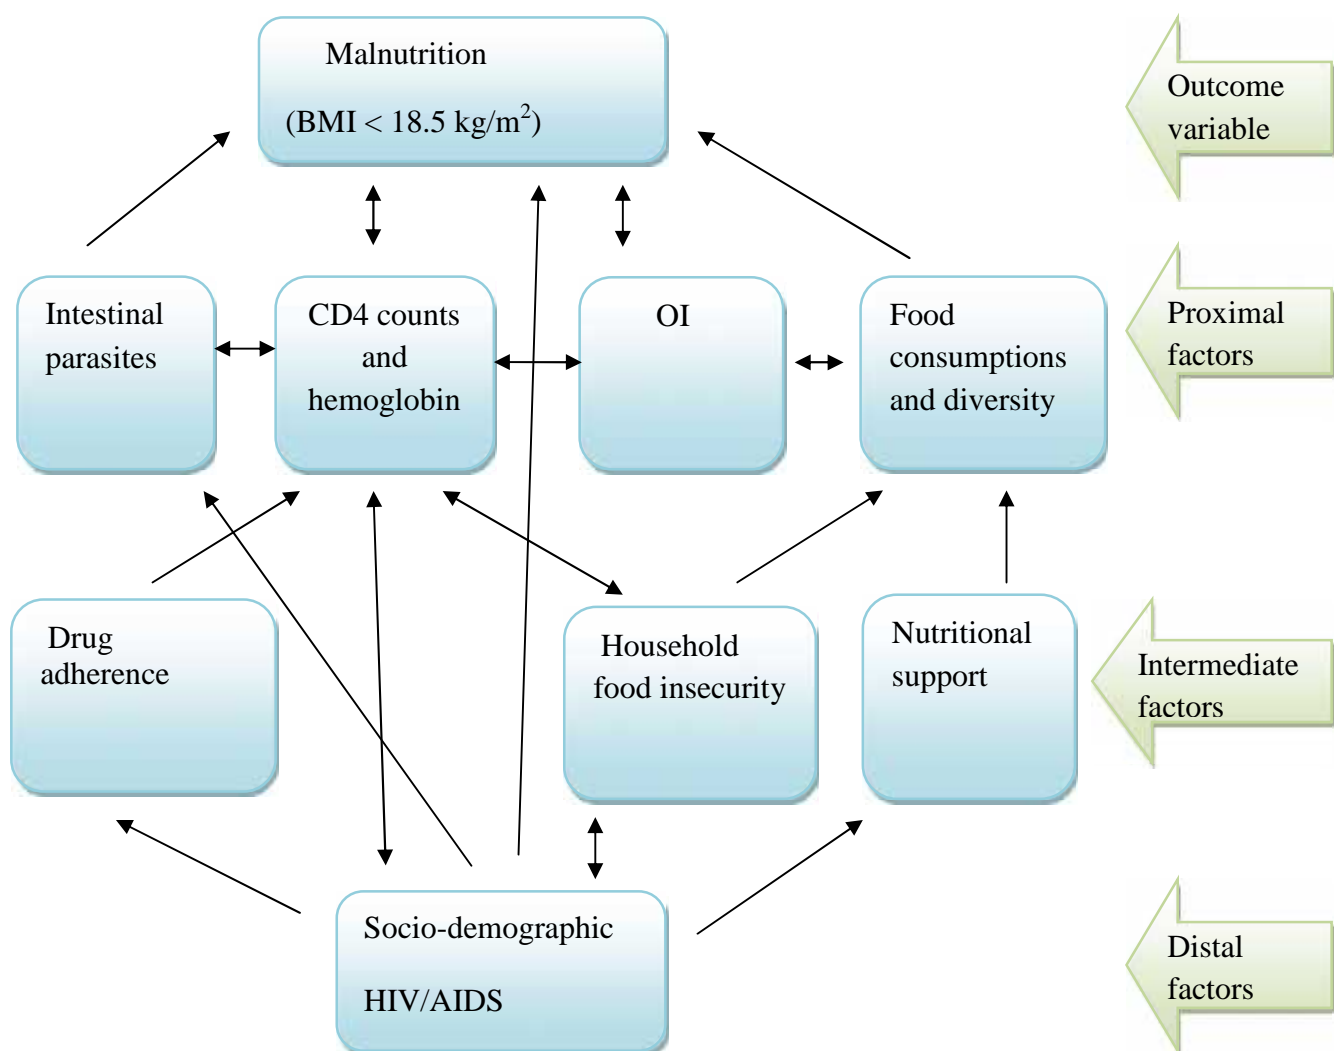 Malnutrition
(BMI < 18.5 kg/m²)
Outcome
variable
Intestinal
parasites
CD4 counts
and
hemoglobin
OI
Food
consumptions
and diversity
Proximal
factors
Drug
adherence
Household
food insecurity
Nutritional
support
Intermediate
factors
Socio-demographic
HIV/AIDS
Distal
factors